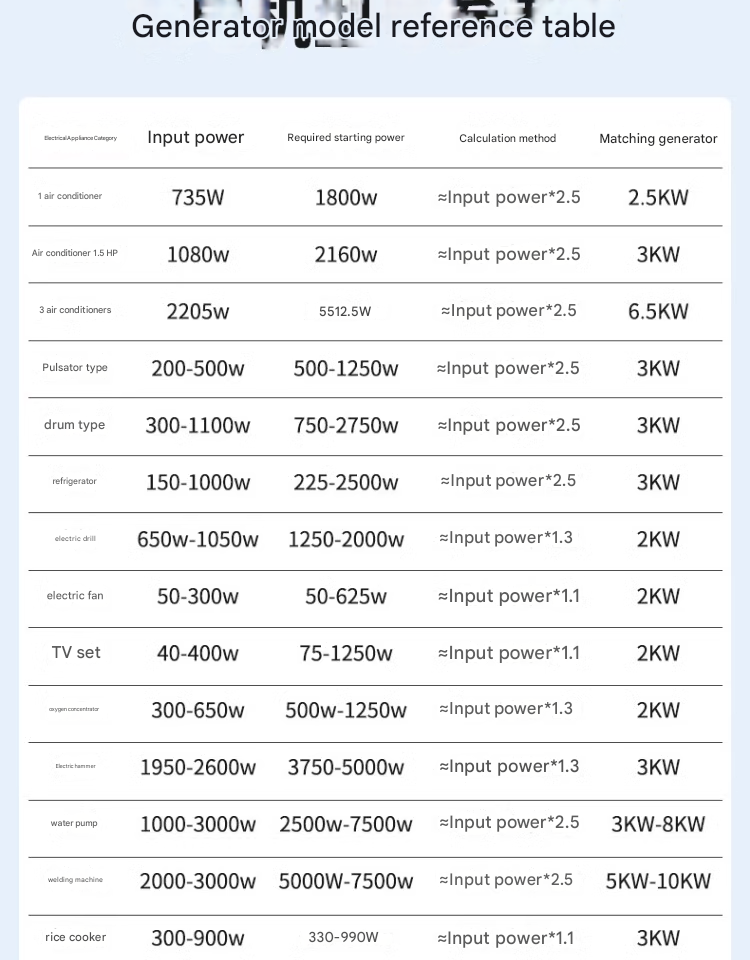 Generator model reference table
Electrical Appliance Category Input power Required starting power Calculation method Matching generator
1 air conditioner 735W 1800w ≈Input power*2.5 2.5KW
Air conditioner 1.5 HP 1080w 2160w ≈Input power*2.5 3KW
3 air conditioners 2205w 5512.5W ≈Input power*2.5 6.5KW
Pulsator type 200-500w 500-1250w ≈Input power*2.5 3KW
drum type 300-1100w 750-2750w ≈Input power*2.5 3KW
refrigerator 150-1000w 225-2500w ≈Input power*2.5 3KW
electric drill 650w-1050w 1250-2000w ≈Input power*1.3 2KW
electric fan 50-300w 50-625w ≈Input power*1.1 2KW
TV set 40-400w 75-1250w ≈Input power*1.1 2KW
oxygen concentrator 300-650w 500w-1250w ≈Input power*1.3 2KW
Electric hammer 1950-2600w 3750-5000w ≈Input power*1.3 3KW
water pump 1000-3000w 2500w-7500w ≈Input power*2.5 3KW-8KW
welding machine 2000-3000w 5000W-7500w ≈Input power*2.5 5KW-10KW
rice cooker 300-900w 330-990W ≈Input power*1.1 3KW